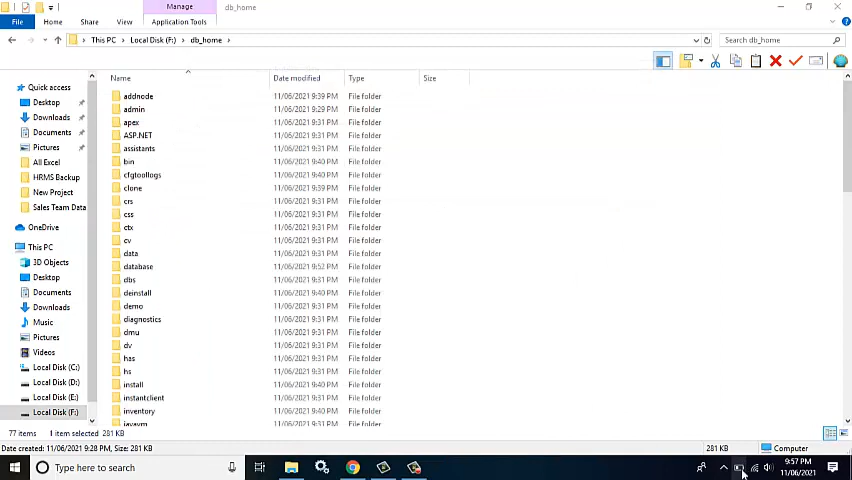 Manage db_home
File Home Share View Application Tools
This PC Local Disk (F:) db_home Search db_home
Name Date modified Type Size
Quick access
Desktop
Downloads
Documents
Pictures
All Excel
HRMS Backup
New Project
Sales Team Data
OneDrive
This PC
3D Objects
Desktop
Documents
Downloads
Music
Pictures
Videos
Local Disk (C:)
Local Disk (D:)
Local Disk (E:)
Local Disk (F:)
addnode 11/06/2021 9:39 PM File folder
admin 11/06/2021 9:29 PM File folder
apex 11/06/2021 9:31 PM File folder
ASP.NET 11/06/2021 9:31 PM File folder
assistants 11/06/2021 9:31 PM File folder
bin 11/06/2021 9:40 PM File folder
cfgtoollogs 11/06/2021 9:40 PM File folder
clone 11/06/2021 9:39 PM File folder
crs 11/06/2021 9:31 PM File folder
css 11/06/2021 9:31 PM File folder
ctx 11/06/2021 9:31 PM File folder
cv 11/06/2021 9:31 PM File folder
data 11/06/2021 9:31 PM File folder
database 11/06/2021 9:52 PM File folder
dbs 11/06/2021 9:31 PM File folder
deinstall 11/06/2021 9:40 PM File folder
demo 11/06/2021 9:31 PM File folder
diagnostics 11/06/2021 9:31 PM File folder
dmu 11/06/2021 9:31 PM File folder
dv 11/06/2021 9:31 PM File folder
has 11/06/2021 9:31 PM File folder
hs 11/06/2021 9:31 PM File folder
install 11/06/2021 9:40 PM File folder
instantclient 11/06/2021 9:31 PM File folder
inventory 11/06/2021 9:31 PM File folder
javavm 11/06/2021 9:31 PM File folder
77 items 1 item selected 281 KB
Date created: 11/06/2021 9:28 PM, Size: 281 KB 281 KB Computer
Type here to search 9:57 PM
11/06/2021